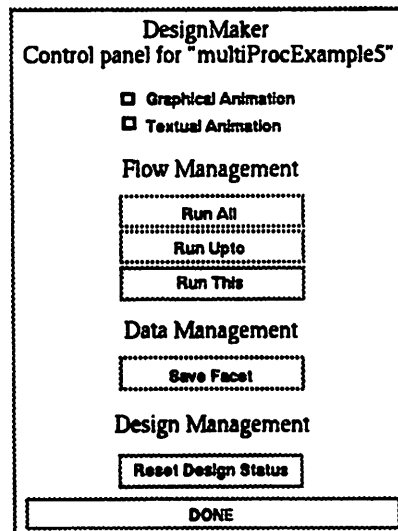 DesignMaker
Control panel for "multiProcExample5"
Graphical Animation
Textual Animation
Flow Management
Run All
Run Upto
Run This
Data Management
Save Facet
Design Management
Reset Design Status
DONE